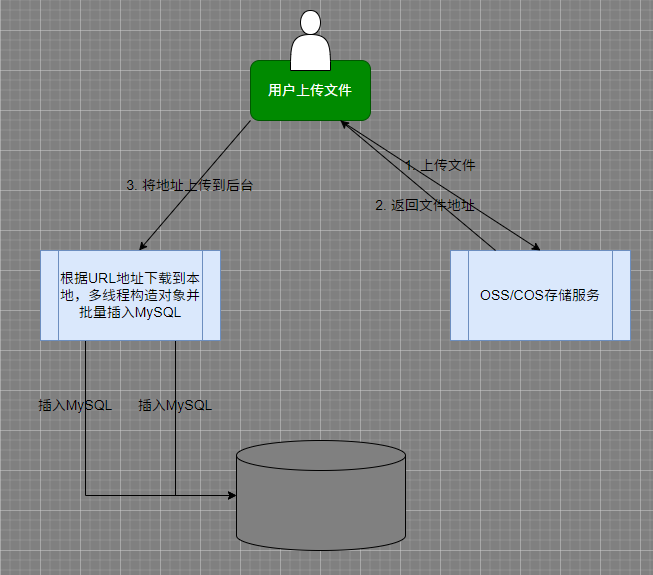 用户上传文件
1. 上传文件
3. 将地址上传到后台
2. 返回文件地址
根据URL地址下载到本
地，多线程构造对象并
批量插入MySQL
OSS/COS存储服务
插入MySQL
插入MySQL